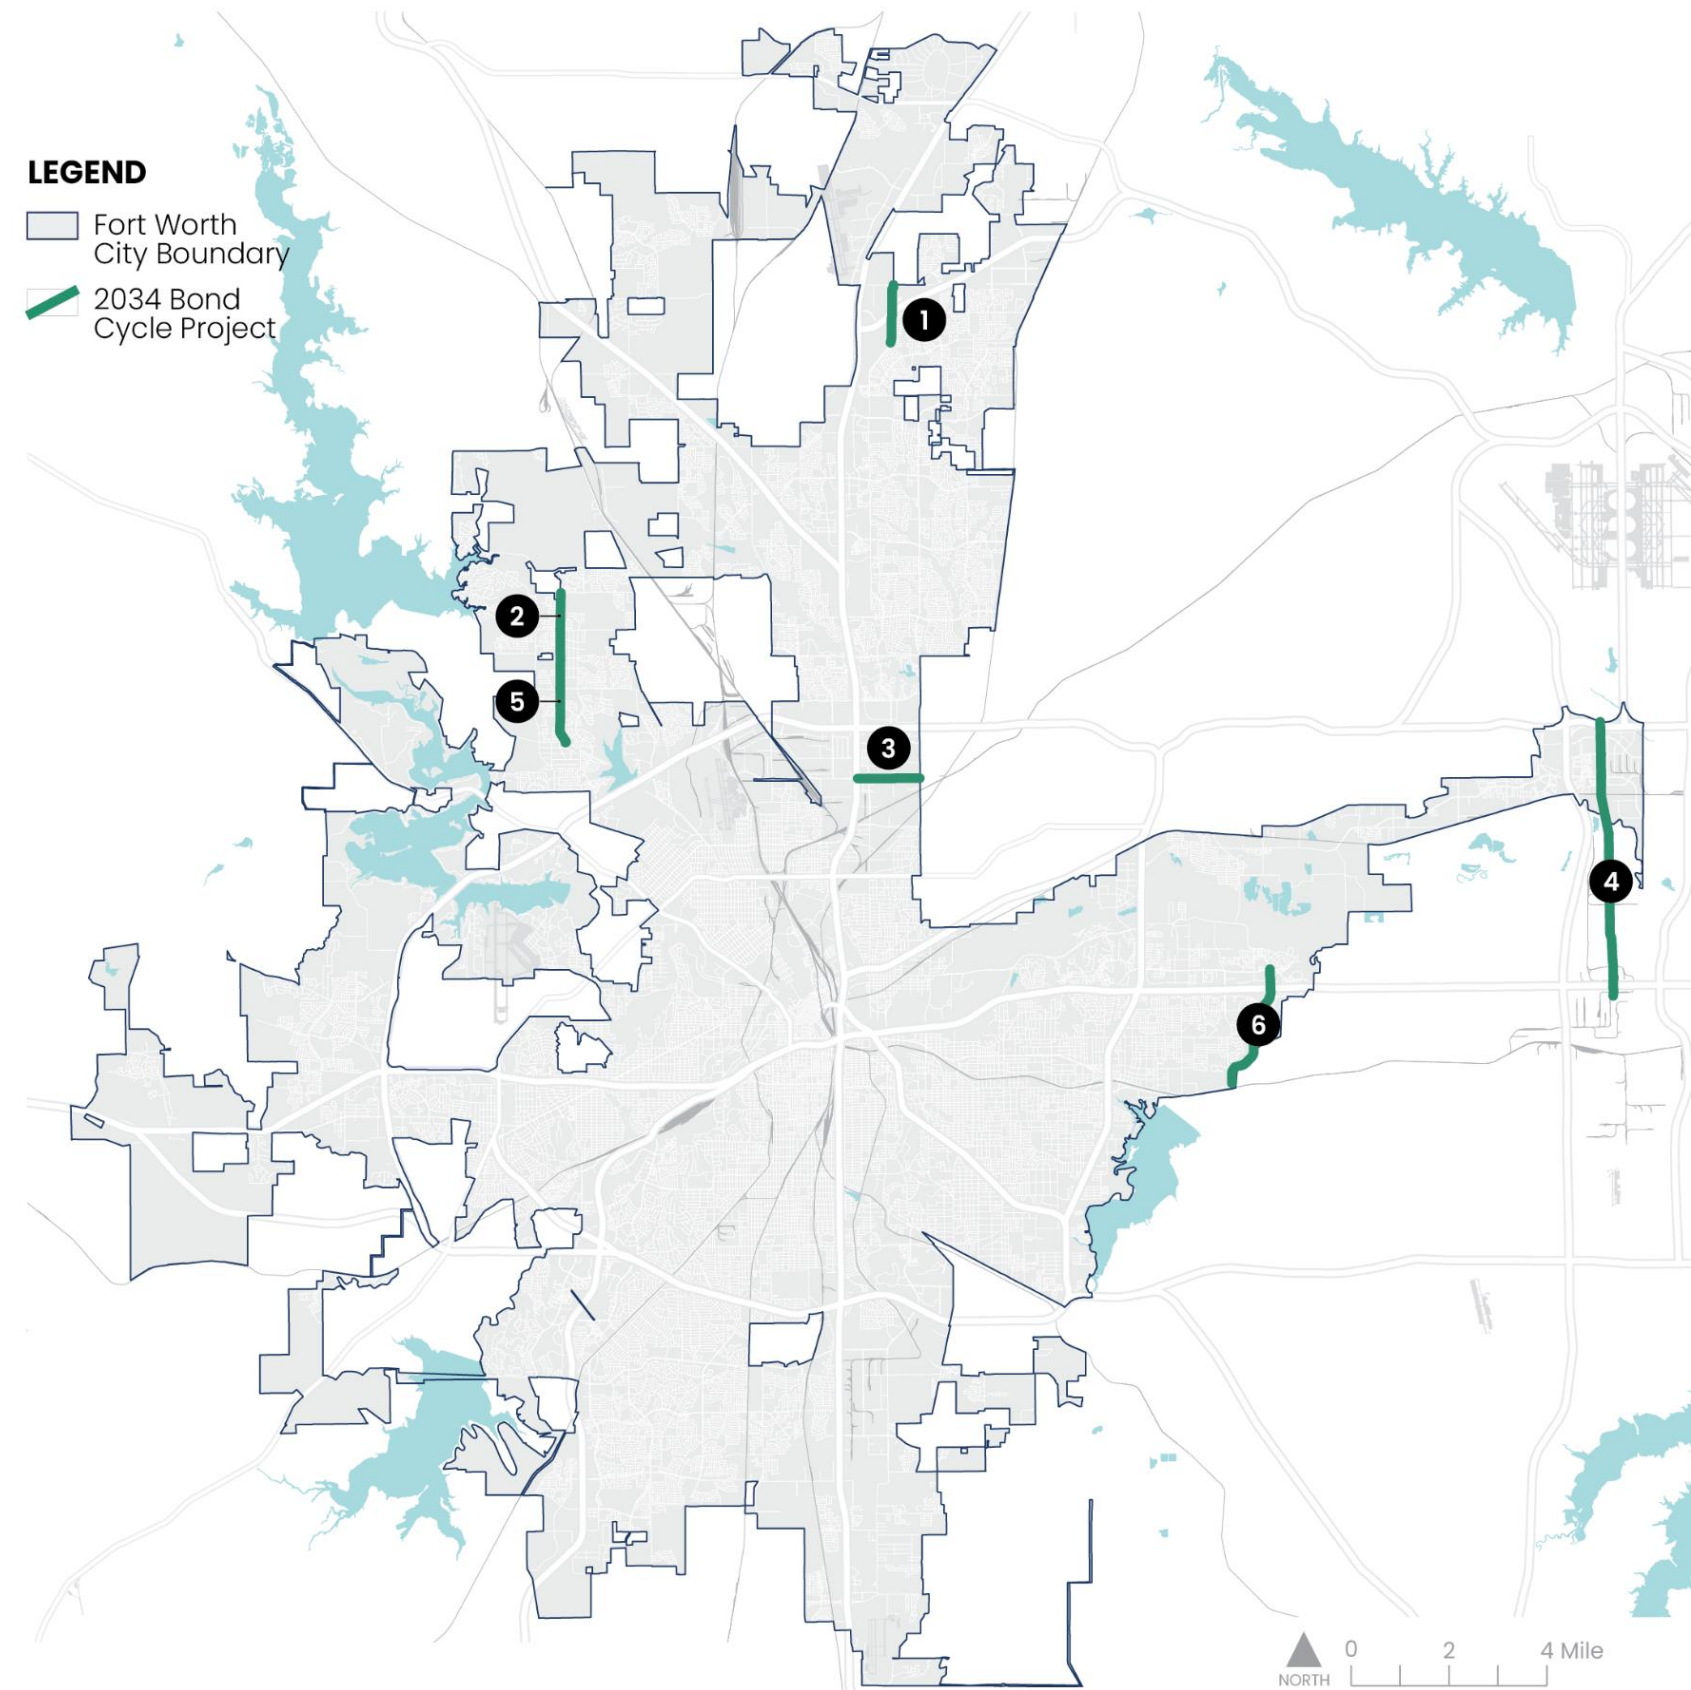 LEGEND
Fort Worth
City Boundary
2034 Bond
Cycle Project
1
2
5
3
4
6
NORTH
0 2 4 Mile